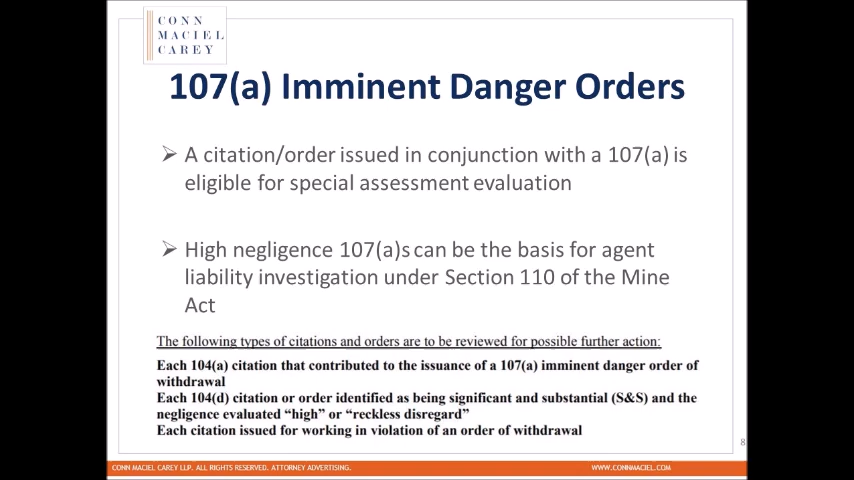 CONN
MACIEL
CAREY
107(a) Imminent Danger Orders
➢ A citation/order issued in conjunction with a 107(a) is
eligible for special assessment evaluation
➢ High negligence 107(a)s can be the basis for agent
liability investigation under Section 110 of the Mine
Act
The following types of citations and orders are to be reviewed for possible further action:
Each 104(a) citation that contributed to the issuance of a 107(a) imminent danger order of
withdrawal
Each 104(d) citation or order identified as being significant and substantial (S&S) and the
negligence evaluated “high” or “reckless disregard”
Each citation issued for working in violation of an order of withdrawal
8
CONN MACIEL CAREY LLP. ALL RIGHTS RESERVED. ATTORNEY ADVERTISING.
WWW.CONNMACIEL.COM